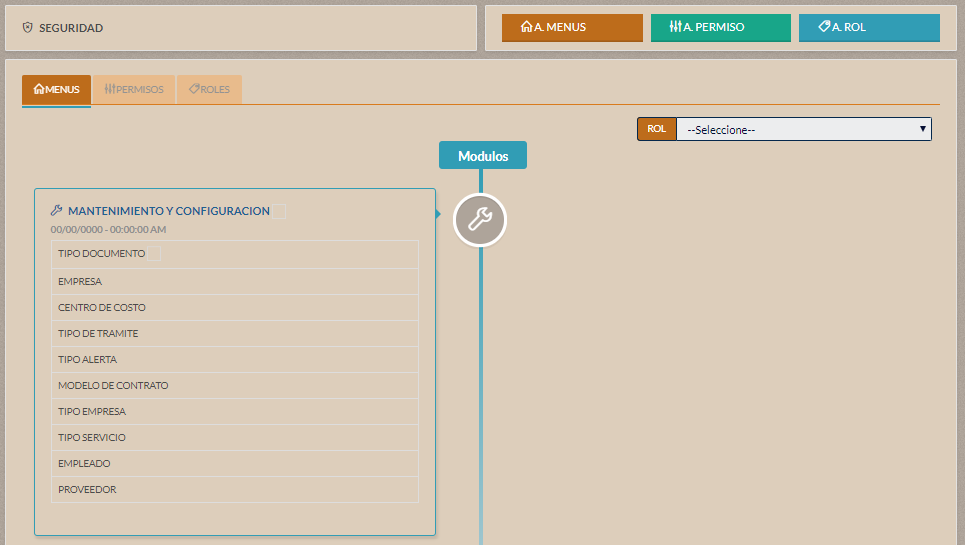 SEGURIDAD
A. MENUS
A. PERMISO
A. ROL
MENUS
PERMISOS
ROLES
ROL
--Seleccione--
Modulos
MANTENIMIENTO Y CONFIGURACION
00/00/0000 - 00:00:00 AM
TIPO DOCUMENTO
EMPRESA
CENTRO DE COSTO
TIPO DE TRAMITE
TIPO ALERTA
MODELO DE CONTRATO
TIPO EMPRESA
TIPO SERVICIO
EMPLEADO
PROVEEDOR